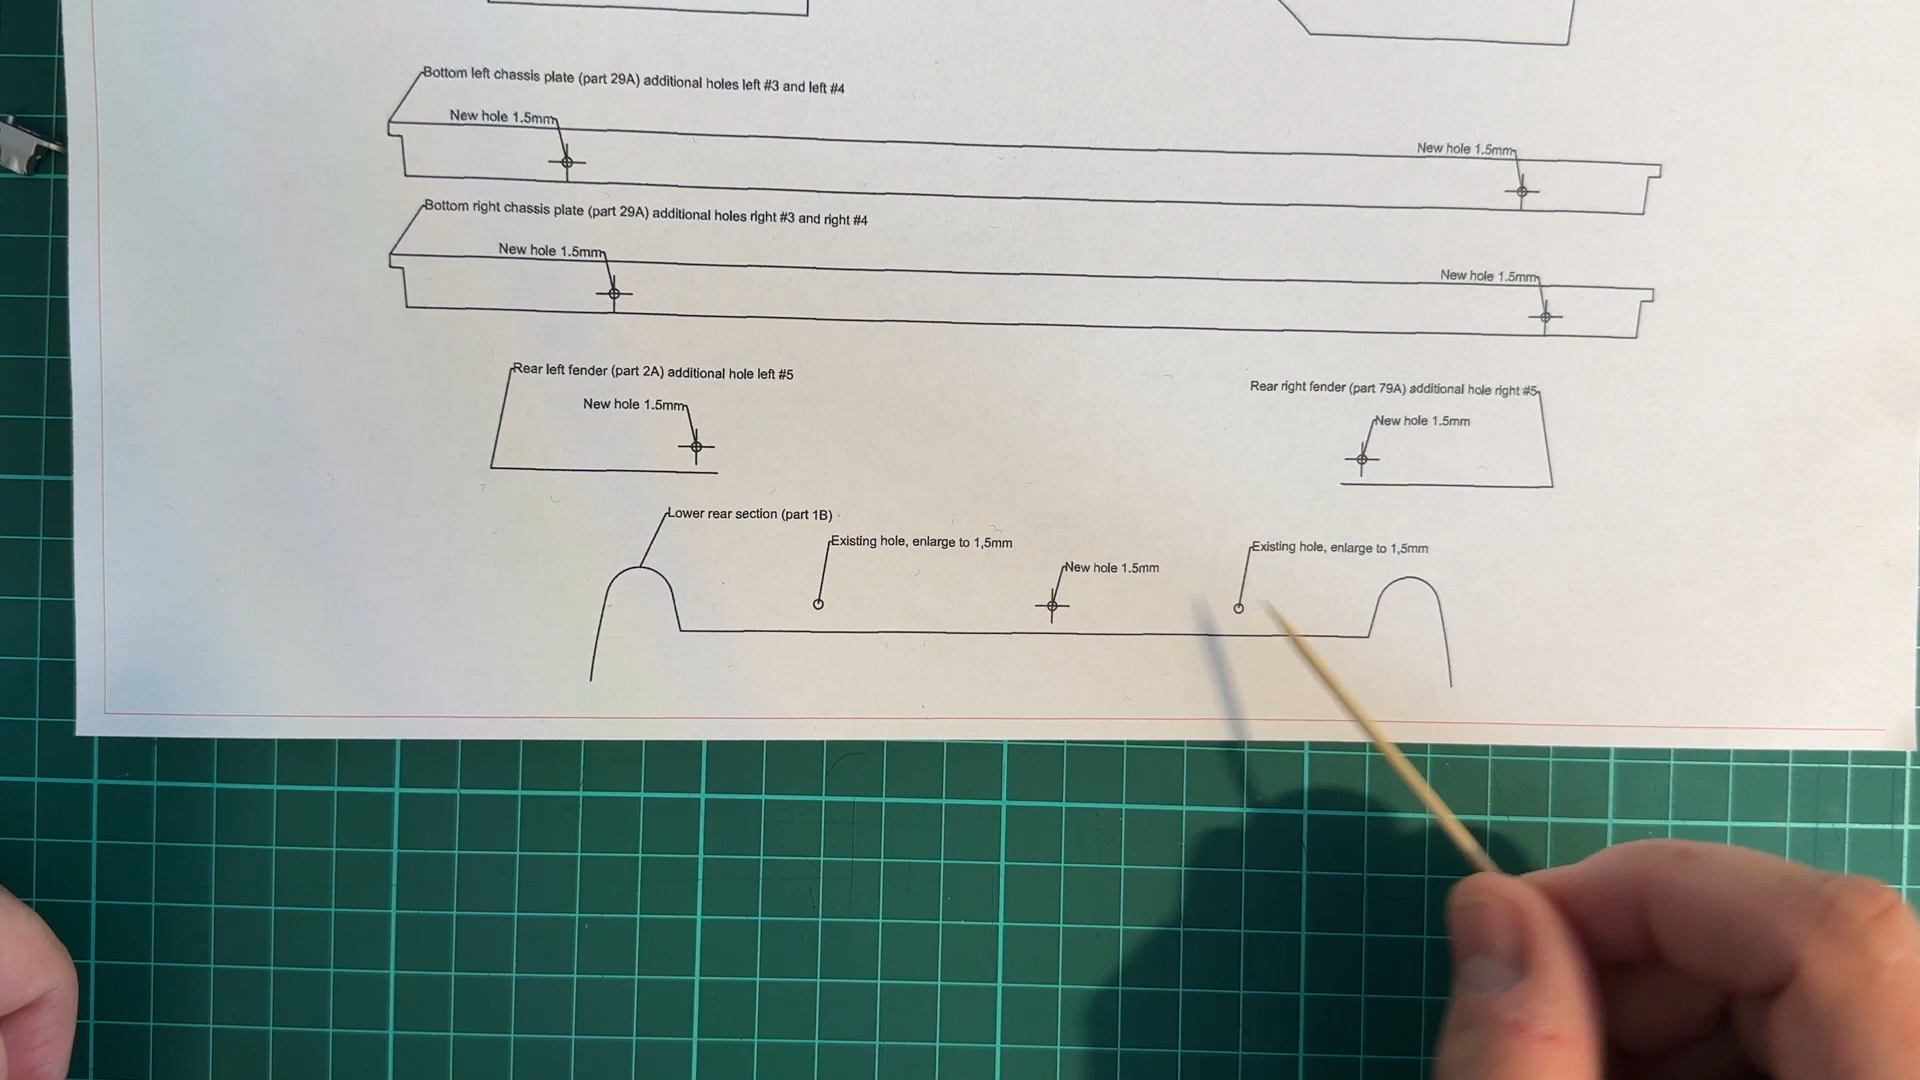 Bottom left chassis plate (part 29A) additional holes left #3 and left #4
New hole 1.5mm
New hole 1.5mm
Bottom right chassis plate (part 29A) additional holes right #3 and right #4
New hole 1.5mm
New hole 1.5mm
Rear left fender (part 2A) additional hole left #5
New hole 1.5mm
Rear right fender (part 79A) additional hole right #5
New hole 1.5mm
Lower rear section (part 1B)
Existing hole, enlarge to 1,5mm
New hole 1.5mm
Existing hole, enlarge to 1,5mm